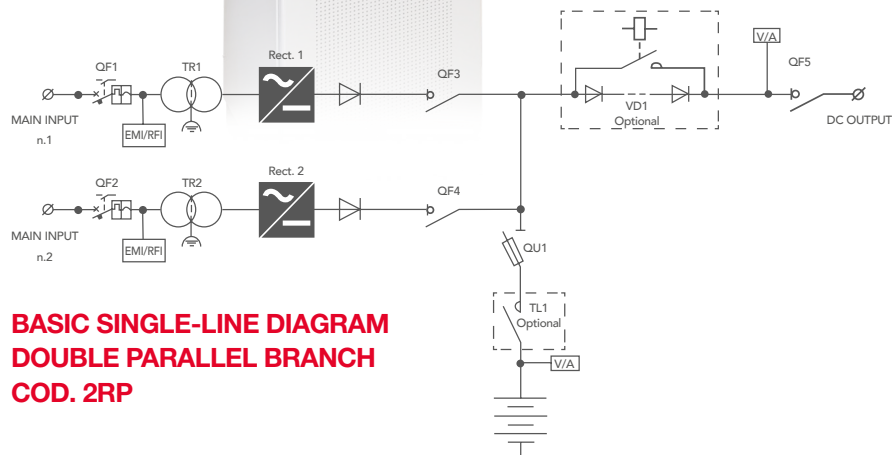 QF1
TR1
Rect. 1
QF3
V/A
QF5
MAIN INPUT
n.1
EMI/RFI
VD1
Optional
DC OUTPUT
QF2
TR2
Rect. 2
QF4
MAIN INPUT
n.2
EMI/RFI
QU1
TL1
Optional
V/A
BASIC SINGLE-LINE DIAGRAM
DOUBLE PARALLEL BRANCH
COD. 2RP